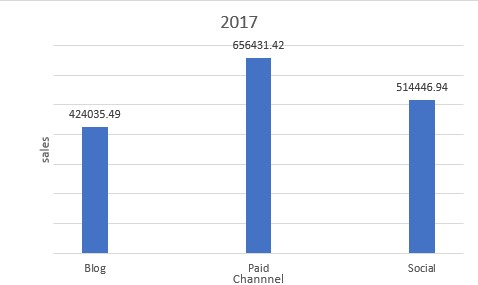 2017
656431.42
514446.94
424035.49
sales
Blog
Paid
Social
Channnel